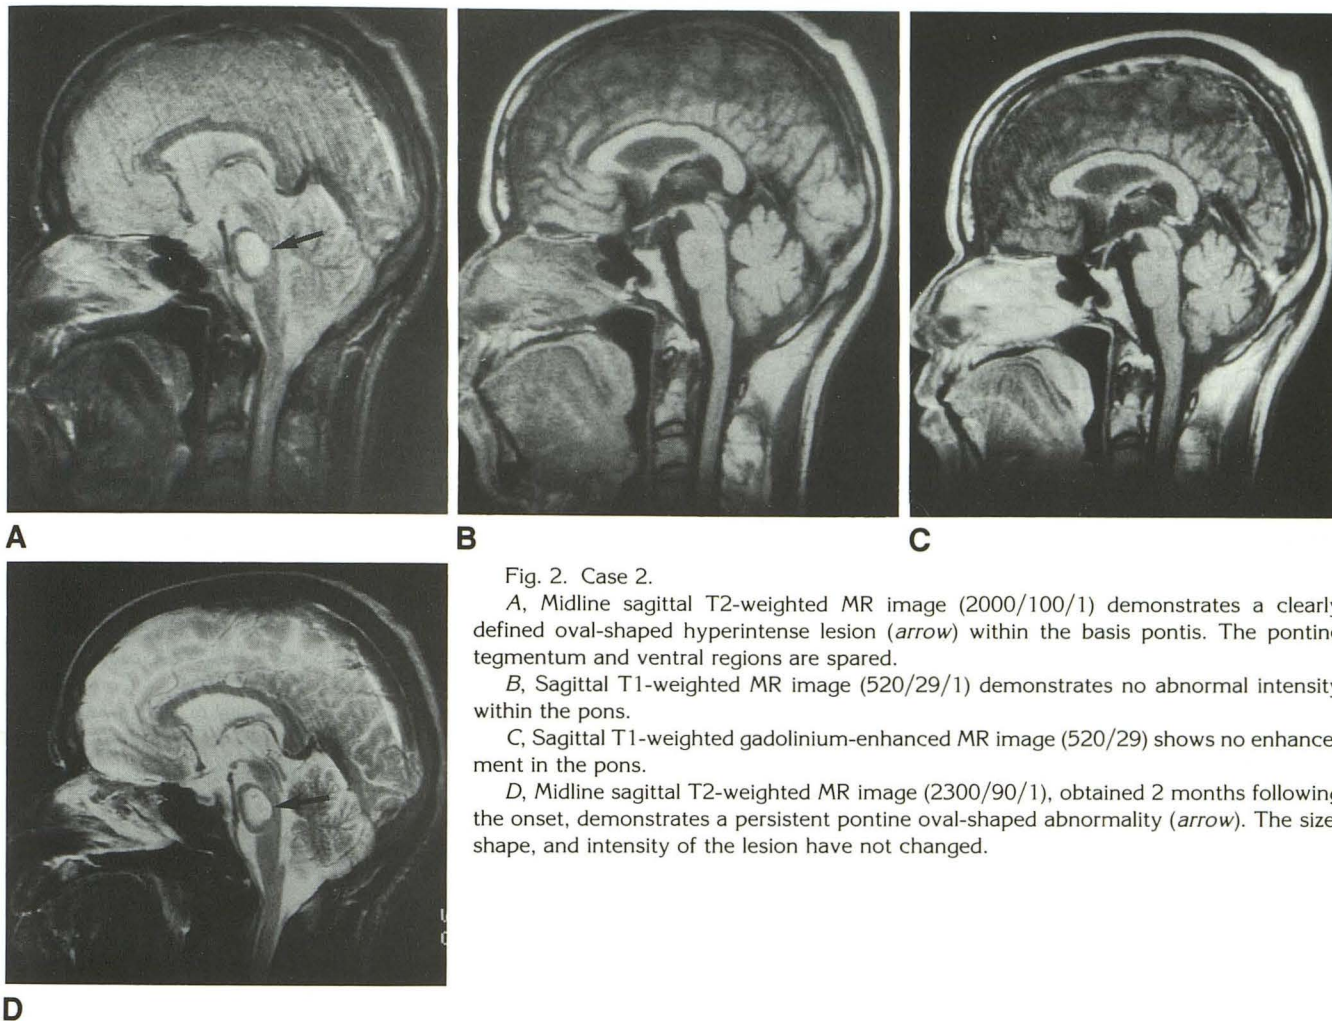 A
B
C
Fig. 2. Case 2.
A, Midline sagittal T2-weighted MR image (2000/100/1) demonstrates a clearl
defined oval-shaped hyperintense lesion (arrow) within the basis pontis. The pontin
tegmentum and ventral regions are spared.
B, Sagittal T1-weighted MR image (520/29/1) demonstrates no abnormal intensit
within the pons.
C, Sagittal T1-weighted gadolinium-enhanced MR image (520/29) shows no enhance
ment in the pons.
D, Midline sagittal T2-weighted MR image (2300/90/1), obtained 2 months followin
the onset, demonstrates a persistent pontine oval-shaped abnormality (arrow). The size
shape, and intensity of the lesion have not changed.
D